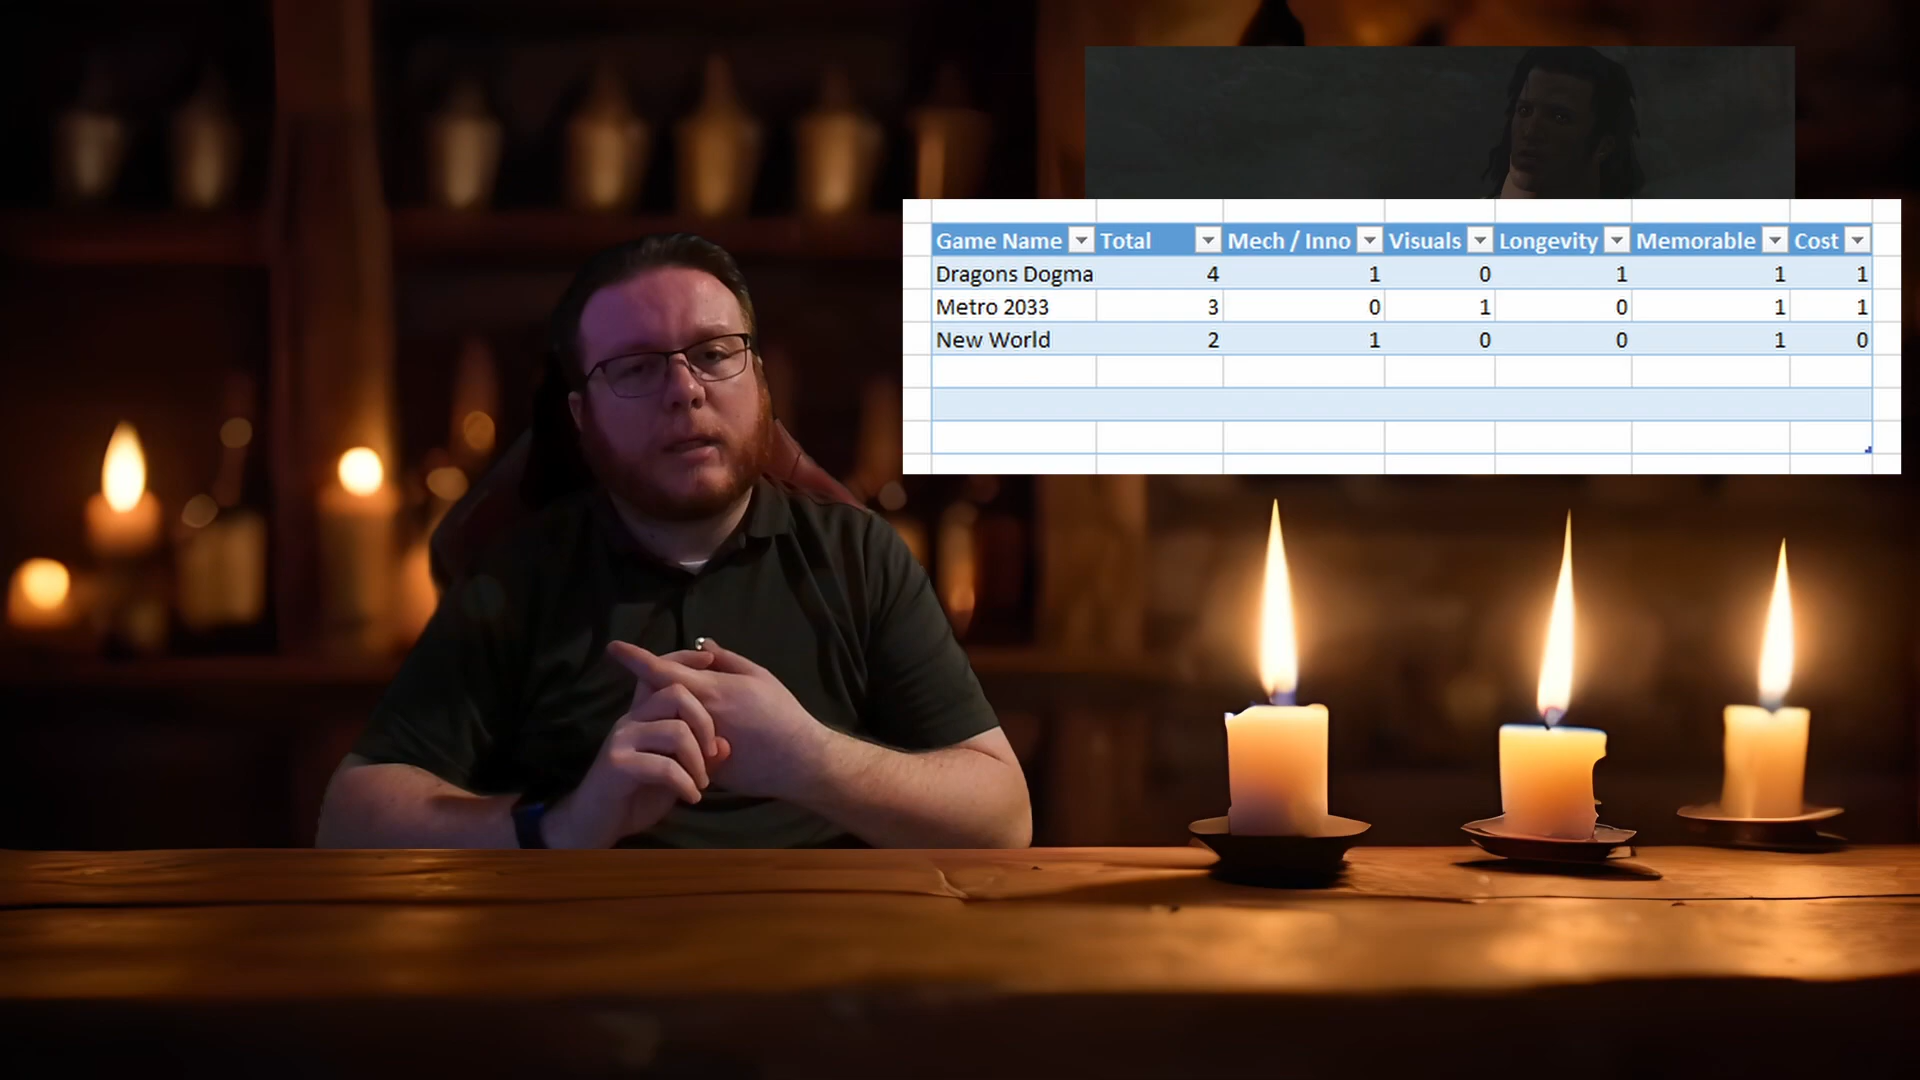 Game Name Total Mech / Inno Visuals Longevity Memorable Cost
Dragons Dogma 4 1 0 1 1 1
Metro 2033 3 0 1 0 1 1
New World 2 1 0 0 1 0